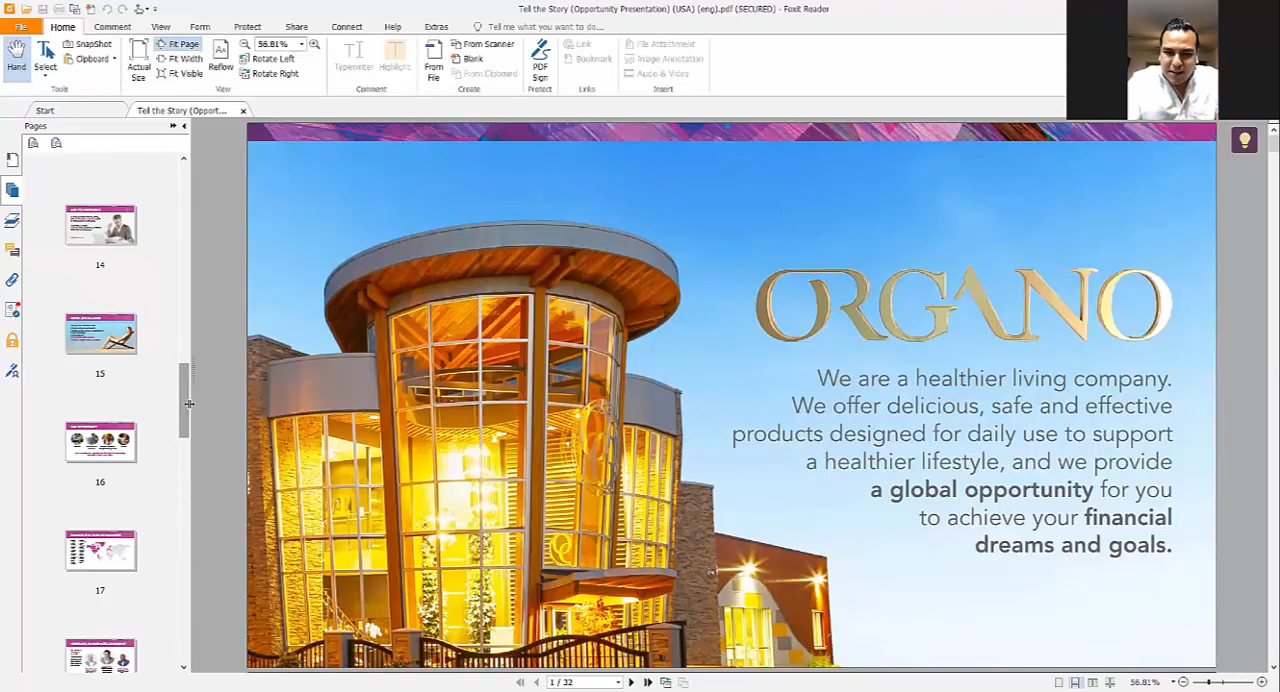 Tell the Story (Opportunity Presentation) (USA) (eng).pdf (SECURED) - Foxit Reader
File Home Comment View Form Protect Share Connect Help Extras Tell me what you want to do...
Hand
Select
SnapShot
Clipboard
Tools
Actual Size
Fit Page
Fit Width
Fit Visible
Reflow
56.81%
Rotate Left
Rotate Right
View
Typewriter
Highlight
Comment
From File
From Scanner
Blank
From Clipboard
Create
PDF Sign
Protect
Link
Bookmark
Links
File Attachment
Image Annotation
Audio & Video
Insert
Start
Tell the Story (Opport...
Pages
14
15
16
17
ORGANO
We are a healthier living company.
We offer delicious, safe and effective
products designed for daily use to support
a healthier lifestyle, and we provide
a global opportunity for you
to achieve your financial
dreams and goals.
1 / 32
56.81%